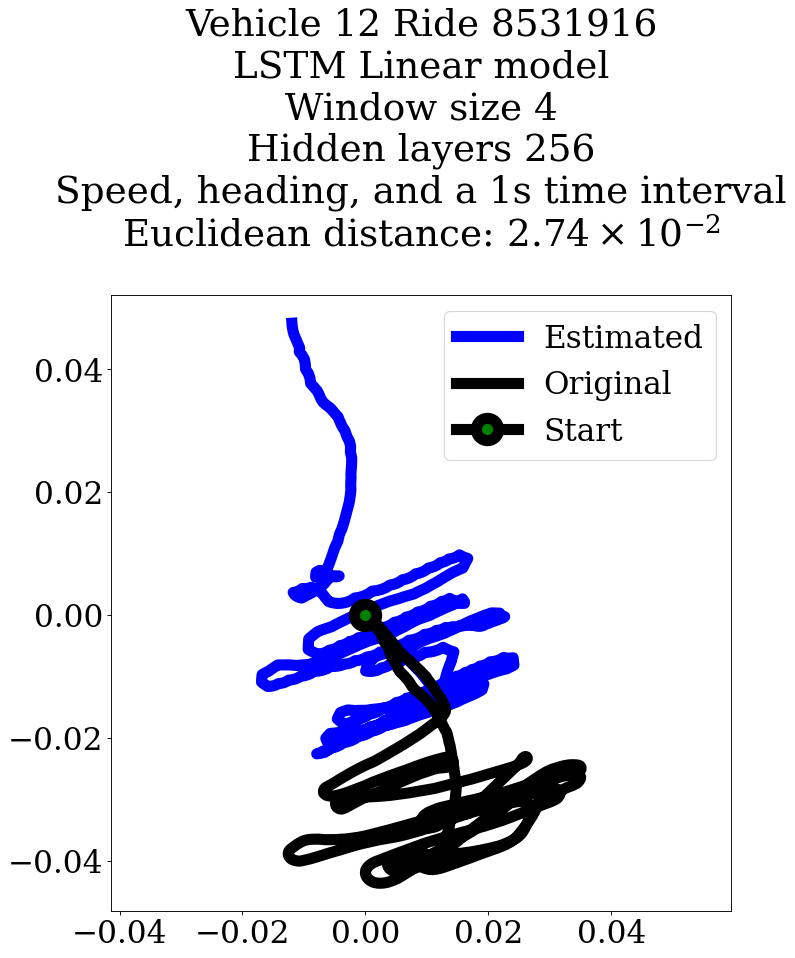 Vehicle 12 Ride 8531916
LSTM Linear model
Window size 4
Hidden layers 256
Speed, heading, and a 1s time interval
Euclidean distance: 2.74 × 10⁻²
Estimated
Original
Start
0.04
0.02
0.00
−0.02
−0.04
−0.04 −0.02 0.00 0.02 0.04